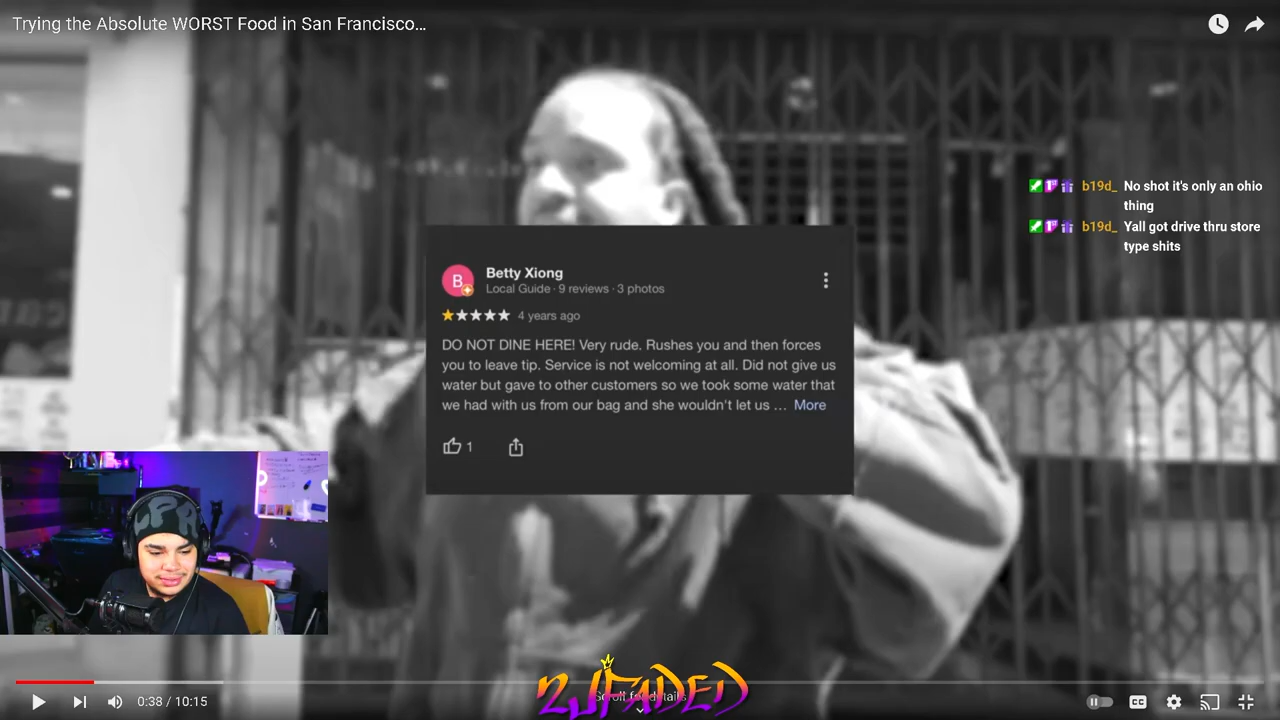 Trying the Absolute WORST Food in San Francisco...
b19d_ No shot it's only an ohio
thing
b19d_ Yall got drive thru store
type shits
B Betty Xiong
Local Guide · 9 reviews · 3 photos
4 years ago
DO NOT DINE HERE! Very rude. Rushes you and then forces
you to leave tip. Service is not welcoming at all. Did not give us
water but gave to other customers so we took some water that
we had with us from our bag and she wouldn't let us ... More
1
2JFADED
0:38 / 10:15
CC